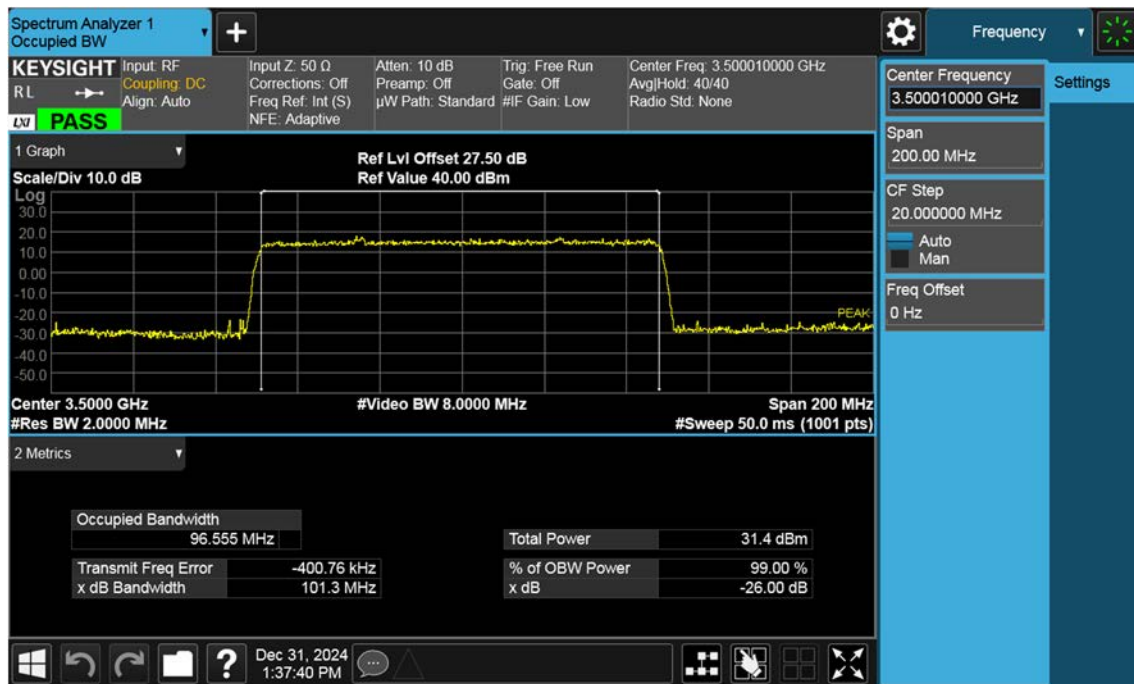 Spectrum Analyzer 1
Occupied BW
+
Frequency
KEYSIGHT
RL
LXI PASS
Input: RF
Coupling: DC
Align: Auto
Input Z: 50 Ω
Corrections: Off
Freq Ref: Int (S)
NFE: Adaptive
Atten: 10 dB
Preamp: Off
µW Path: Standard
Trig: Free Run
Gate: Off
#IF Gain: Low
Center Freq: 3.500010000 GHz
Avg|Hold: 40/40
Radio Std: None
Center Frequency
3.500010000 GHz
Settings
Span
200.00 MHz
CF Step
20.000000 MHz
Auto
Man
Freq Offset
0 Hz
1 Graph
Scale/Div 10.0 dB
Ref Lvl Offset 27.50 dB
Ref Value 40.00 dBm
Log
30.0
20.0
10.0
0.00
-10.0
-20.0
-30.0
-40.0
-50.0
PEAK
Center 3.5000 GHz
#Video BW 8.0000 MHz
Span 200 MHz
#Res BW 2.0000 MHz
#Sweep 50.0 ms (1001 pts)
2 Metrics
Occupied Bandwidth
96.555 MHz
Total Power 31.4 dBm
Transmit Freq Error -400.76 kHz
% of OBW Power 99.00 %
x dB Bandwidth 101.3 MHz
x dB -26.00 dB
?
Dec 31, 2024
1:37:40 PM